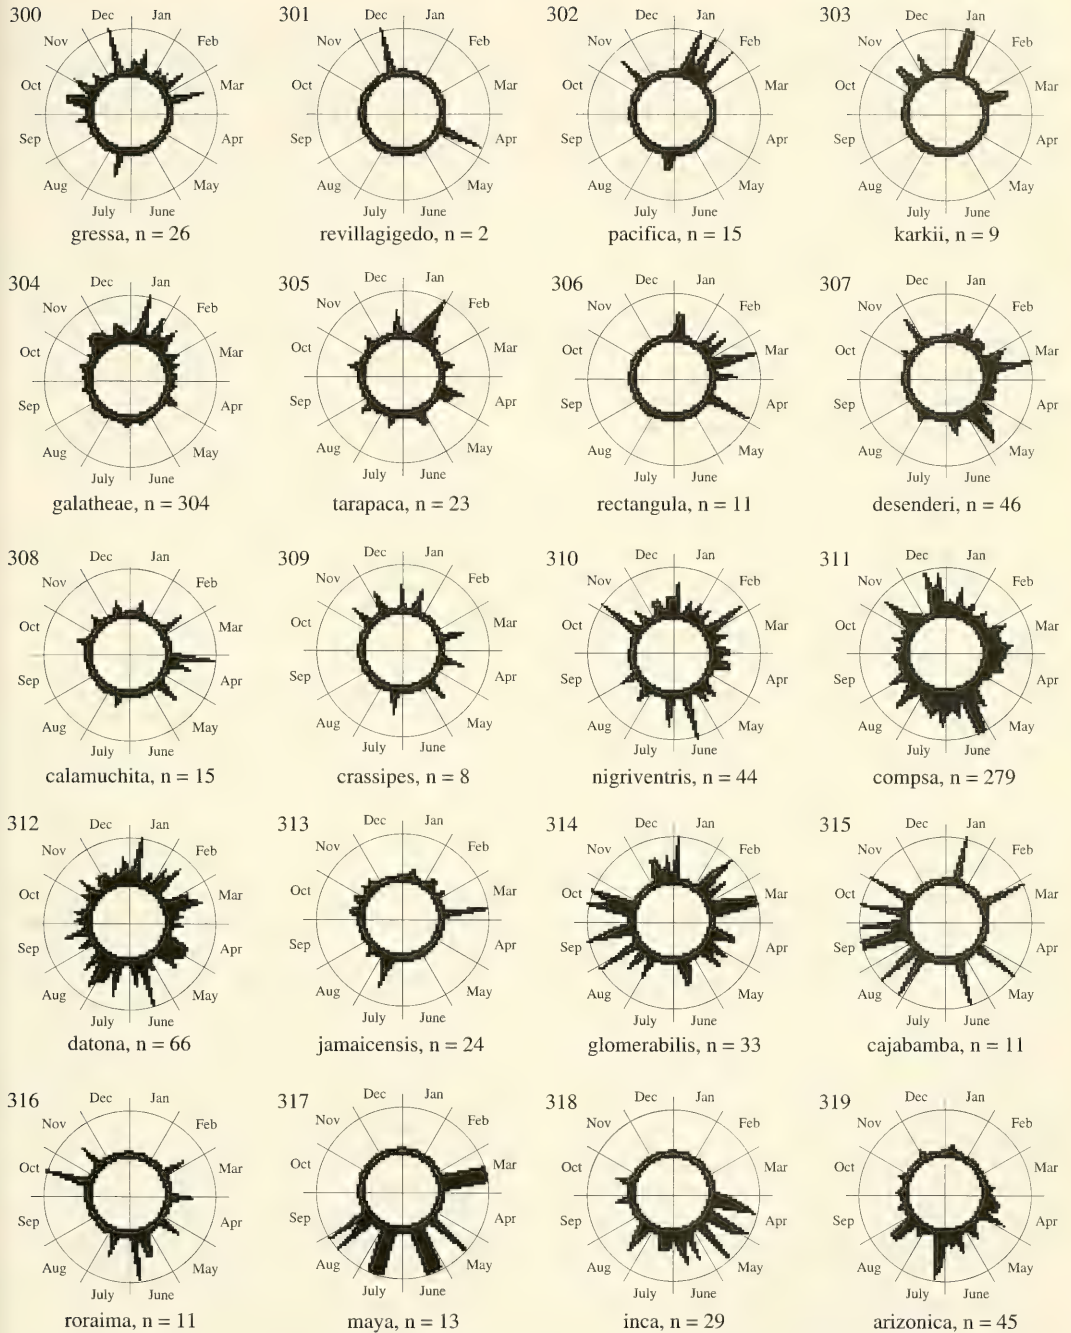 300 Dec Jan Feb Mar Apr May June July Aug Sep Oct Nov
gressa, n = 26
301 Dec Jan Feb Mar Apr May June July Aug Sep Oct Nov
revillagigedo, n = 2
302 Dec Jan Feb Mar Apr May June July Aug Sep Oct Nov
pacifica, n = 15
303 Dec Jan Feb Mar Apr May June July Aug Sep Oct Nov
karkii, n = 9
304 Dec Jan Feb Mar Apr May June July Aug Sep Oct Nov
galatheae, n = 304
305 Dec Jan Feb Mar Apr May June July Aug Sep Oct Nov
tarapaca, n = 23
306 Dec Jan Feb Mar Apr May June July Aug Sep Oct Nov
rectangula, n = 11
307 Dec Jan Feb Mar Apr May June July Aug Sep Oct Nov
desenderi, n = 46
308 Dec Jan Feb Mar Apr May June July Aug Sep Oct Nov
calamuchita, n = 15
309 Dec Jan Feb Mar Apr May June July Aug Sep Oct Nov
crassipes, n = 8
310 Dec Jan Feb Mar Apr May June July Aug Sep Oct Nov
nigriventris, n = 44
311 Dec Jan Feb Mar Apr May June July Aug Sep Oct Nov
compsa, n = 279
312 Dec Jan Feb Mar Apr May June July Aug Sep Oct Nov
datona, n = 66
313 Dec Jan Feb Mar Apr May June July Aug Sep Oct Nov
jamaicensis, n = 24
314 Dec Jan Feb Mar Apr May June July Aug Sep Oct Nov
glomerabilis, n = 33
315 Dec Jan Feb Mar Apr May June July Aug Sep Oct Nov
cajabamba, n = 11
316 Dec Jan Feb Mar Apr May June July Aug Sep Oct Nov
roraima, n = 11
317 Dec Jan Feb Mar Apr May June July Aug Sep Oct Nov
maya, n = 13
318 Dec Jan Feb Mar Apr May June July Aug Sep Oct Nov
inca, n = 29
319 Dec Jan Feb Mar Apr May June July Aug Sep Oct Nov
arizonica, n = 45